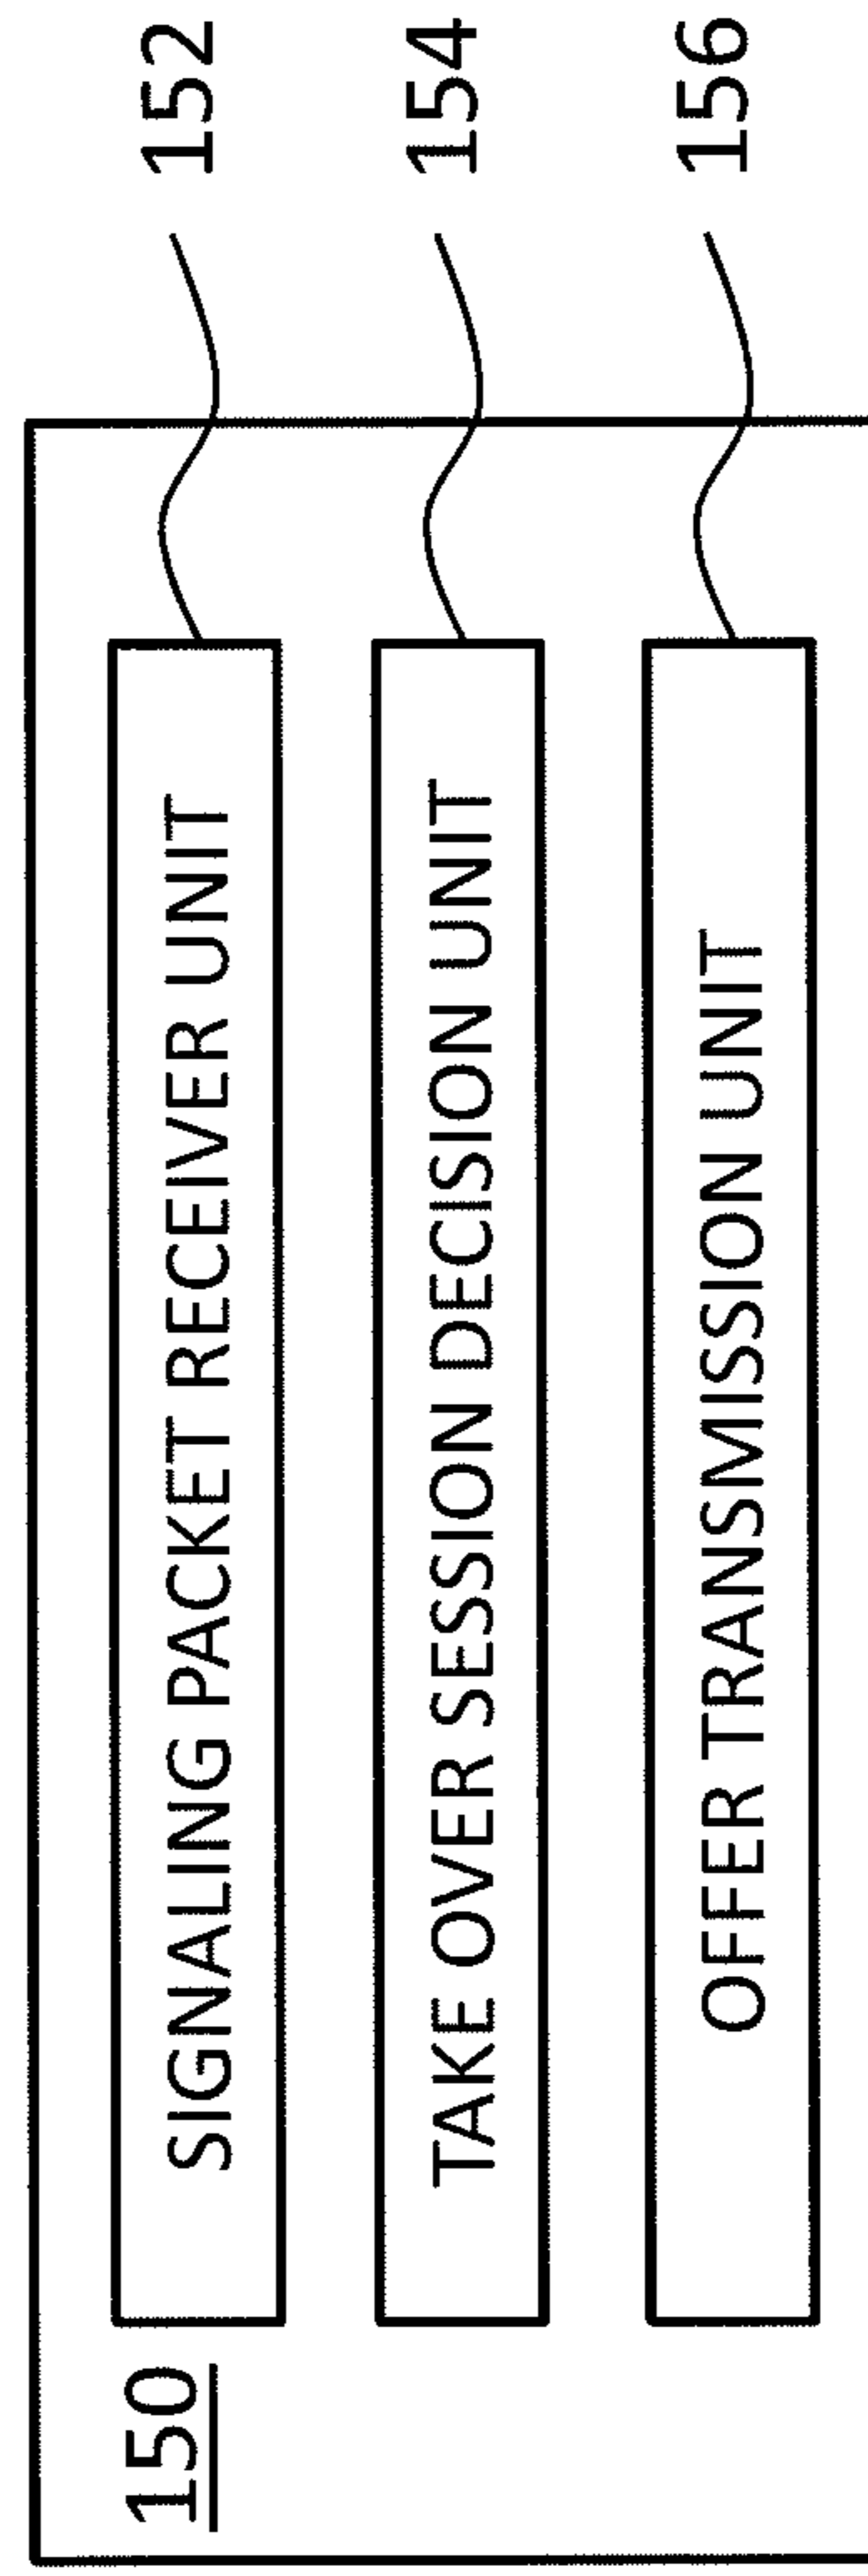 150
SIGNALING PACKET RECEIVER UNIT
152
TAKE OVER SESSION DECISION UNIT
154
OFFER TRANSMISSION UNIT
156